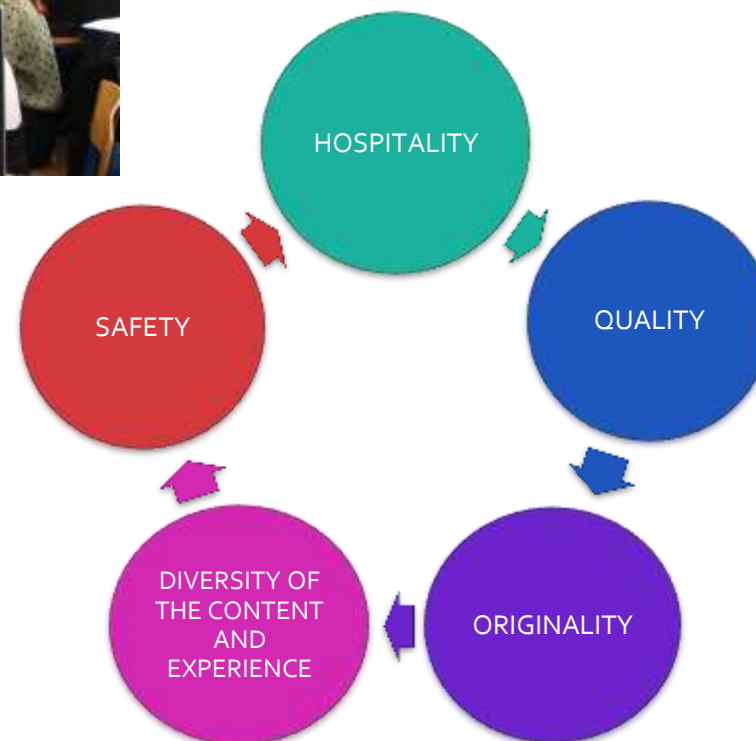 HOSPITALITY
QUALITY
ORIGINALITY
DIVERSITY OF
THE CONTENT
AND
EXPERIENCE
SAFETY